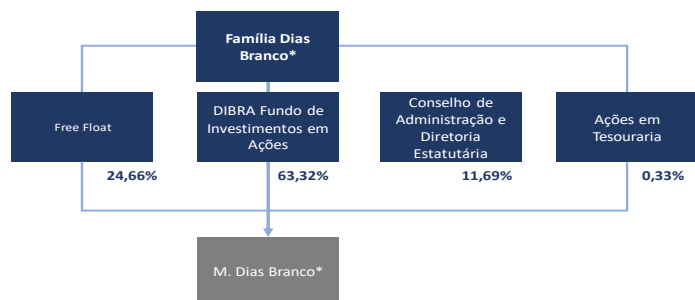 Família Dias
Branco*
Free Float
DIBRA Fundo de
Investimentos em
Ações
Conselho de
Administração e
Diretoria
Estatutária
Ações em
Tesouraria
24,66%
63,32%
11,69%
0,33%
M. Dias Branco*